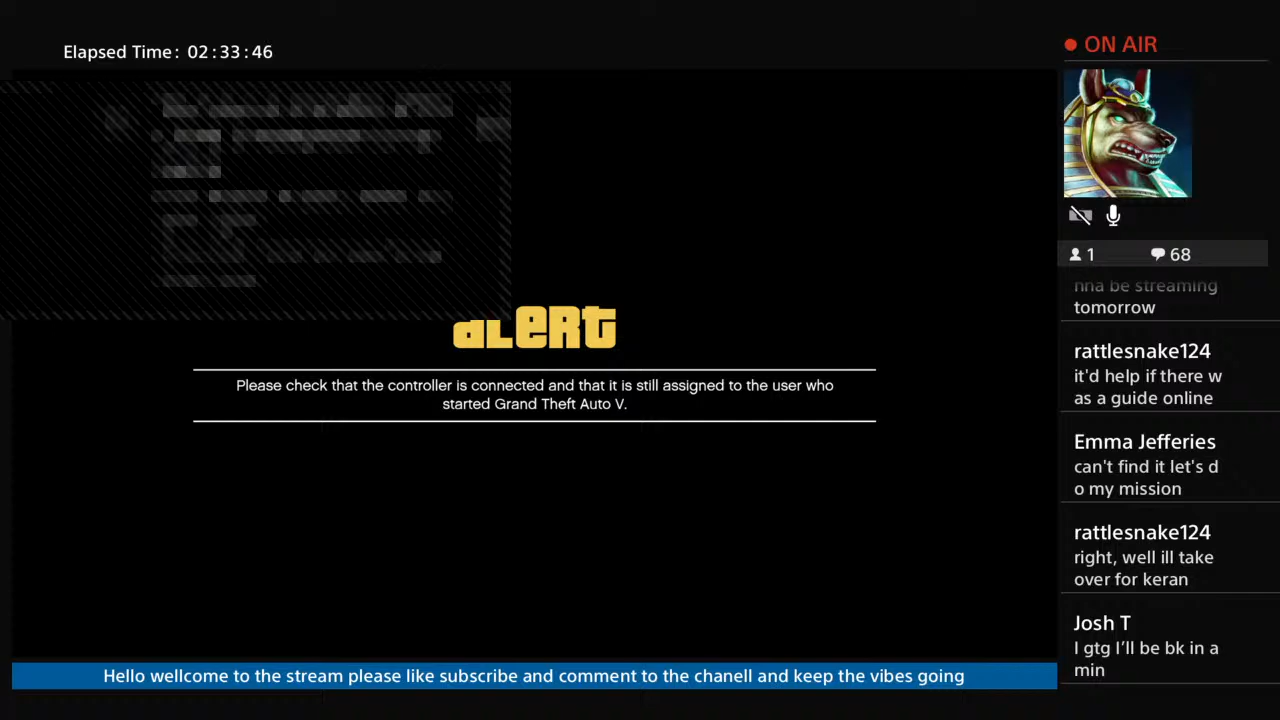 Elapsed Time: 02:33:46
ON AIR
1
68
nna be streaming
tomorrow
rattlesnake124
it'd help if there w
as a guide online
Emma Jefferies
can't find it let's d
o my mission
rattlesnake124
right, well ill take
over for keran
Josh T
I gtg I’ll be bk in a
min
alert
Please check that the controller is connected and that it is still assigned to the user who
started Grand Theft Auto V.
Hello wellcome to the stream please like subscribe and comment to the chanell and keep the vibes going